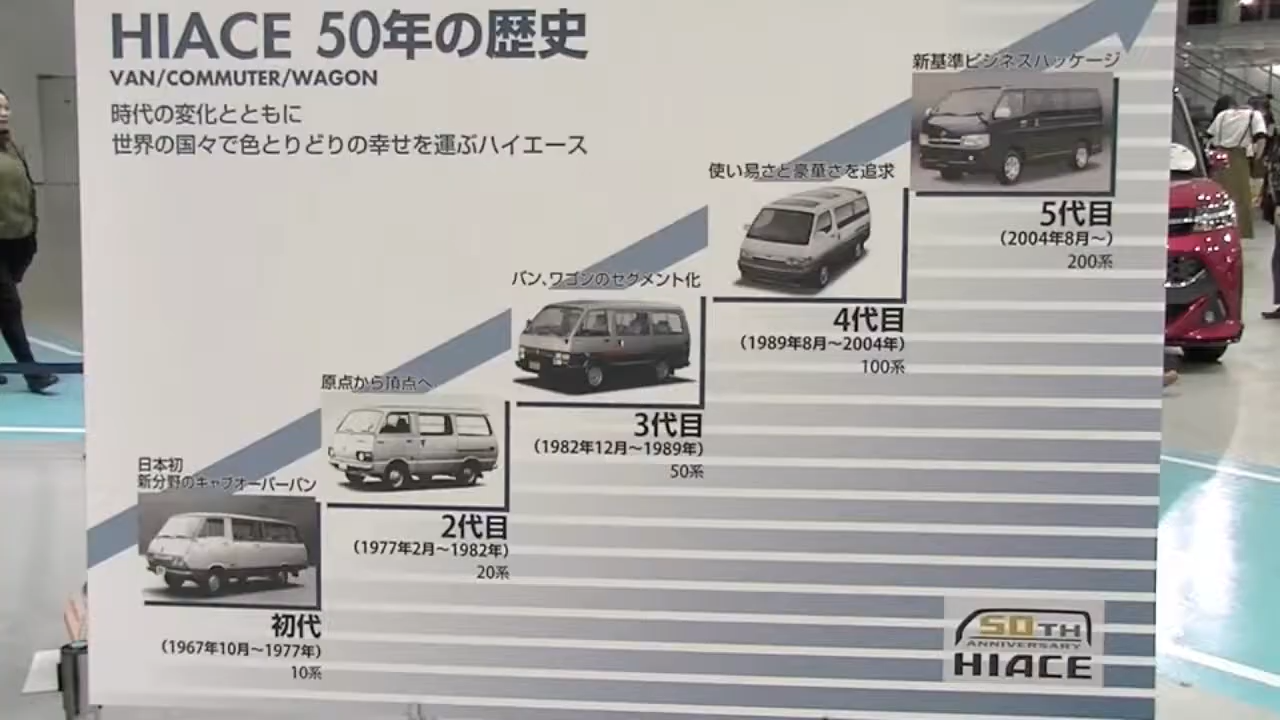 HIACE 50年の歴史
VAN/COMMUTER/WAGON
時代の変化とともに
世界の国々で色とりどりの幸せを運ぶハイエース
日本初
新分野のキャブオーバーバン
初代
(1967年10月～1977年)
10系
原点から頂点へ
2代目
(1977年2月～1982年)
20系
バン、ワゴンのセグメント化
3代目
(1982年12月～1989年)
50系
使い易さと豪華さを追求
4代目
(1989年8月～2004年)
100系
新基準ビジネスパッケージ
5代目
(2004年8月～)
200系
50TH
ANNIVERSARY
HIACE